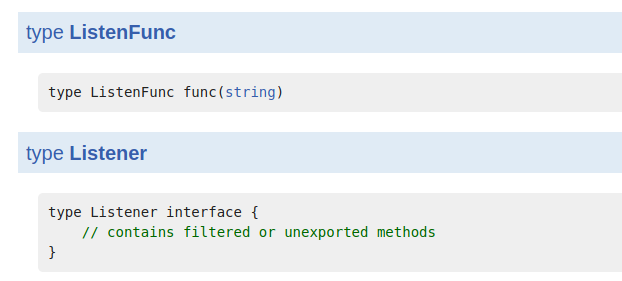 type ListenFunc
type ListenFunc func(string)
type Listener
type Listener interface {
    // contains filtered or unexported methods
}